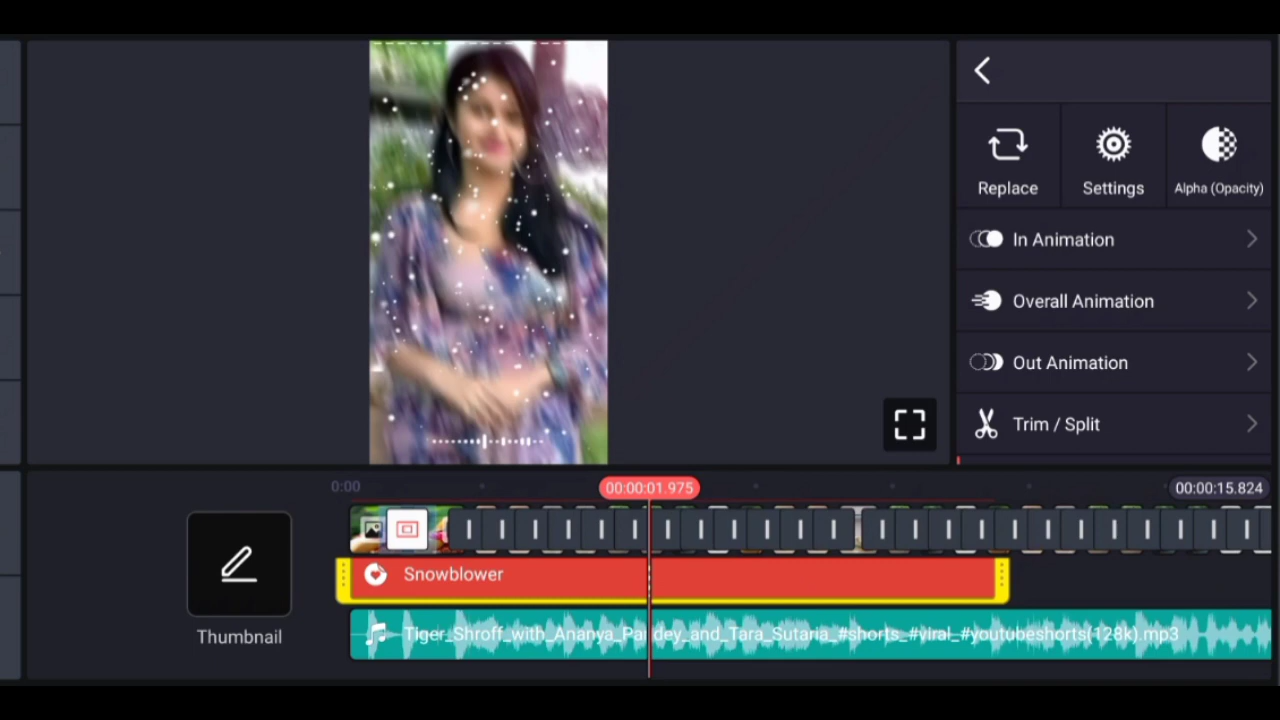 Replace
Settings
Alpha (Opacity)
In Animation
Overall Animation
Out Animation
Trim / Split
0:00
00:00:01.975
00:00:15.824
Thumbnail
Snowblower
Tiger_Shroff_with_Ananya_Pandey_and_Tara_Sutaria_#shorts_#viral_#youtubeshorts(128k).mp3